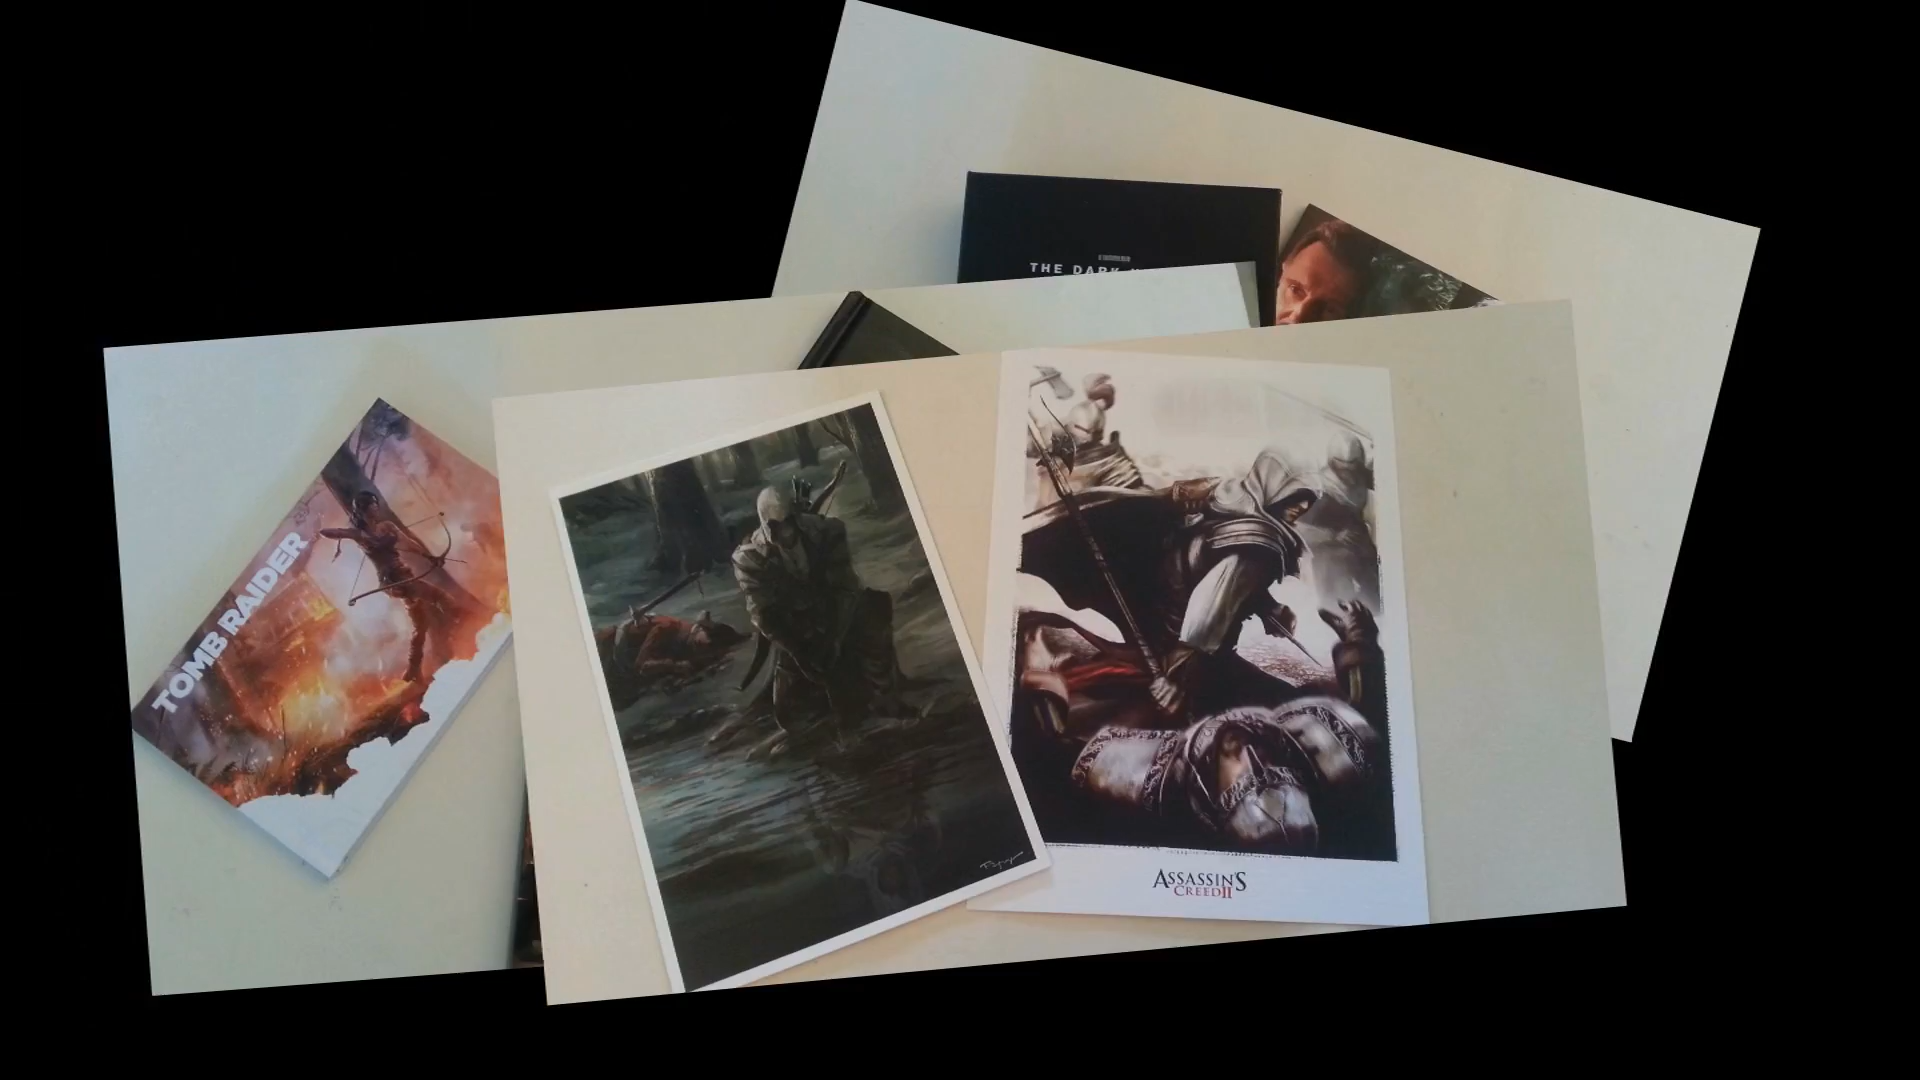 THE DARK
TOMB RAIDER
ASSASSIN'S
CREED II